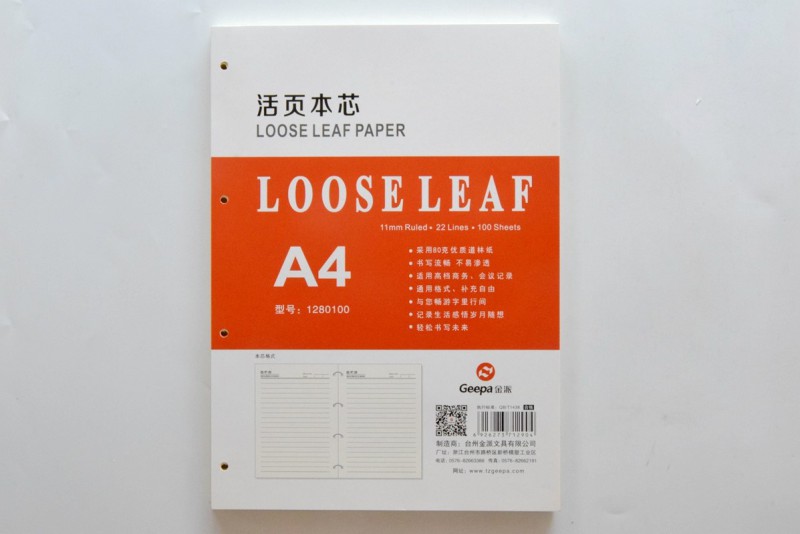 活页本芯
LOOSE LEAF PAPER
LOOSE LEAF
11mm Ruled • 22 Lines • 100 Sheets
A4
型号：1280100
• 采用80克优质道林纸
• 书写流畅 不易渗透
• 适用高档商务、会议记录
• 通用格式、补充自由
• 与您畅游字里行间
• 记录生活感悟岁月随想
• 轻松书写未来
本芯格式
Geepa 金派
制造商：台州金派文具有限公司
网址：www.tzgeepa.com